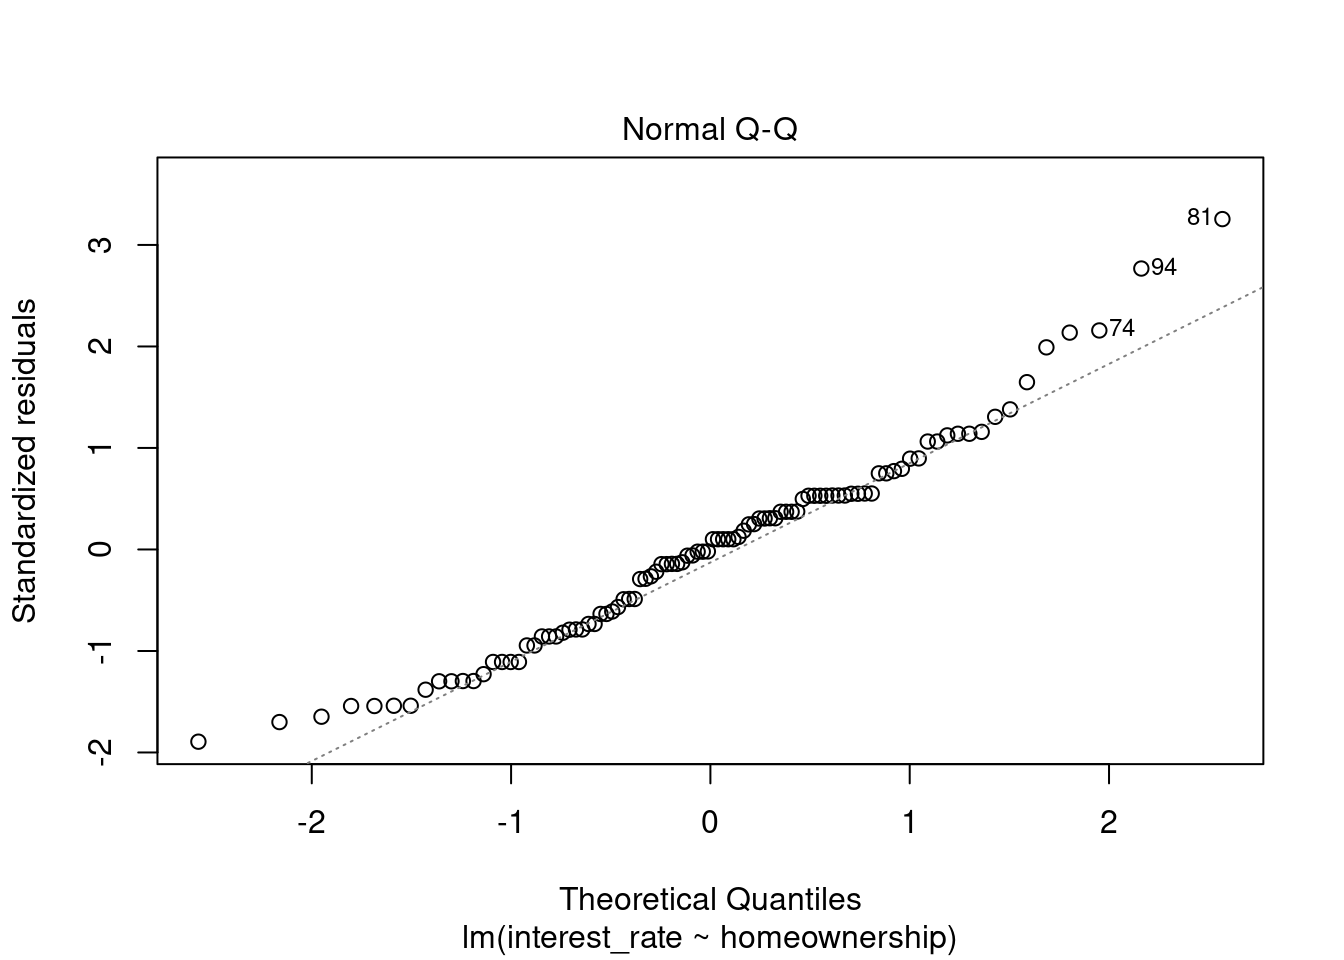 Normal Q-Q
Standardized residuals
3
2
1
0
-1
-2
81
94
74
-2 -1 0 1 2
Theoretical Quantiles
lm(interest_rate ~ homeownership)